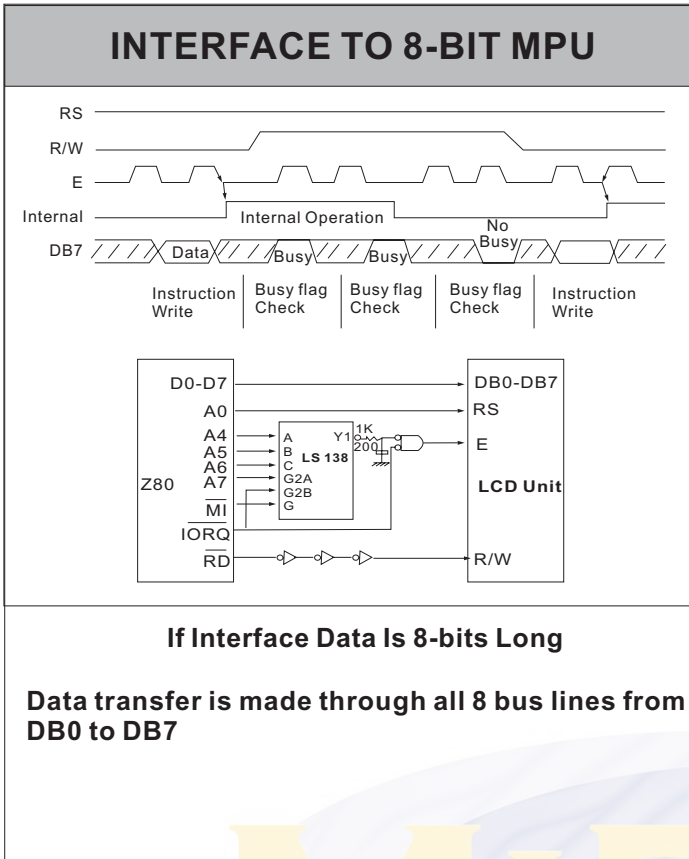 INTERFACE TO 8-BIT MPU
RS
R/W
E
Internal
Internal Operation
No
Busy
DB7
Data
Busy
Busy
Instruction
Write
Busy flag
Check
Busy flag
Check
Busy flag
Check
Instruction
Write
D0-D7
DB0-DB7
A0
RS
A4
A
Y1
1K
A5
B
LS 138
200
E
A6
C
A7
G2A
Z80
G2B
LCD Unit
MI
G
IORQ
RD
R/W
If Interface Data Is 8-bits Long
Data transfer is made through all 8 bus lines from
DB0 to DB7